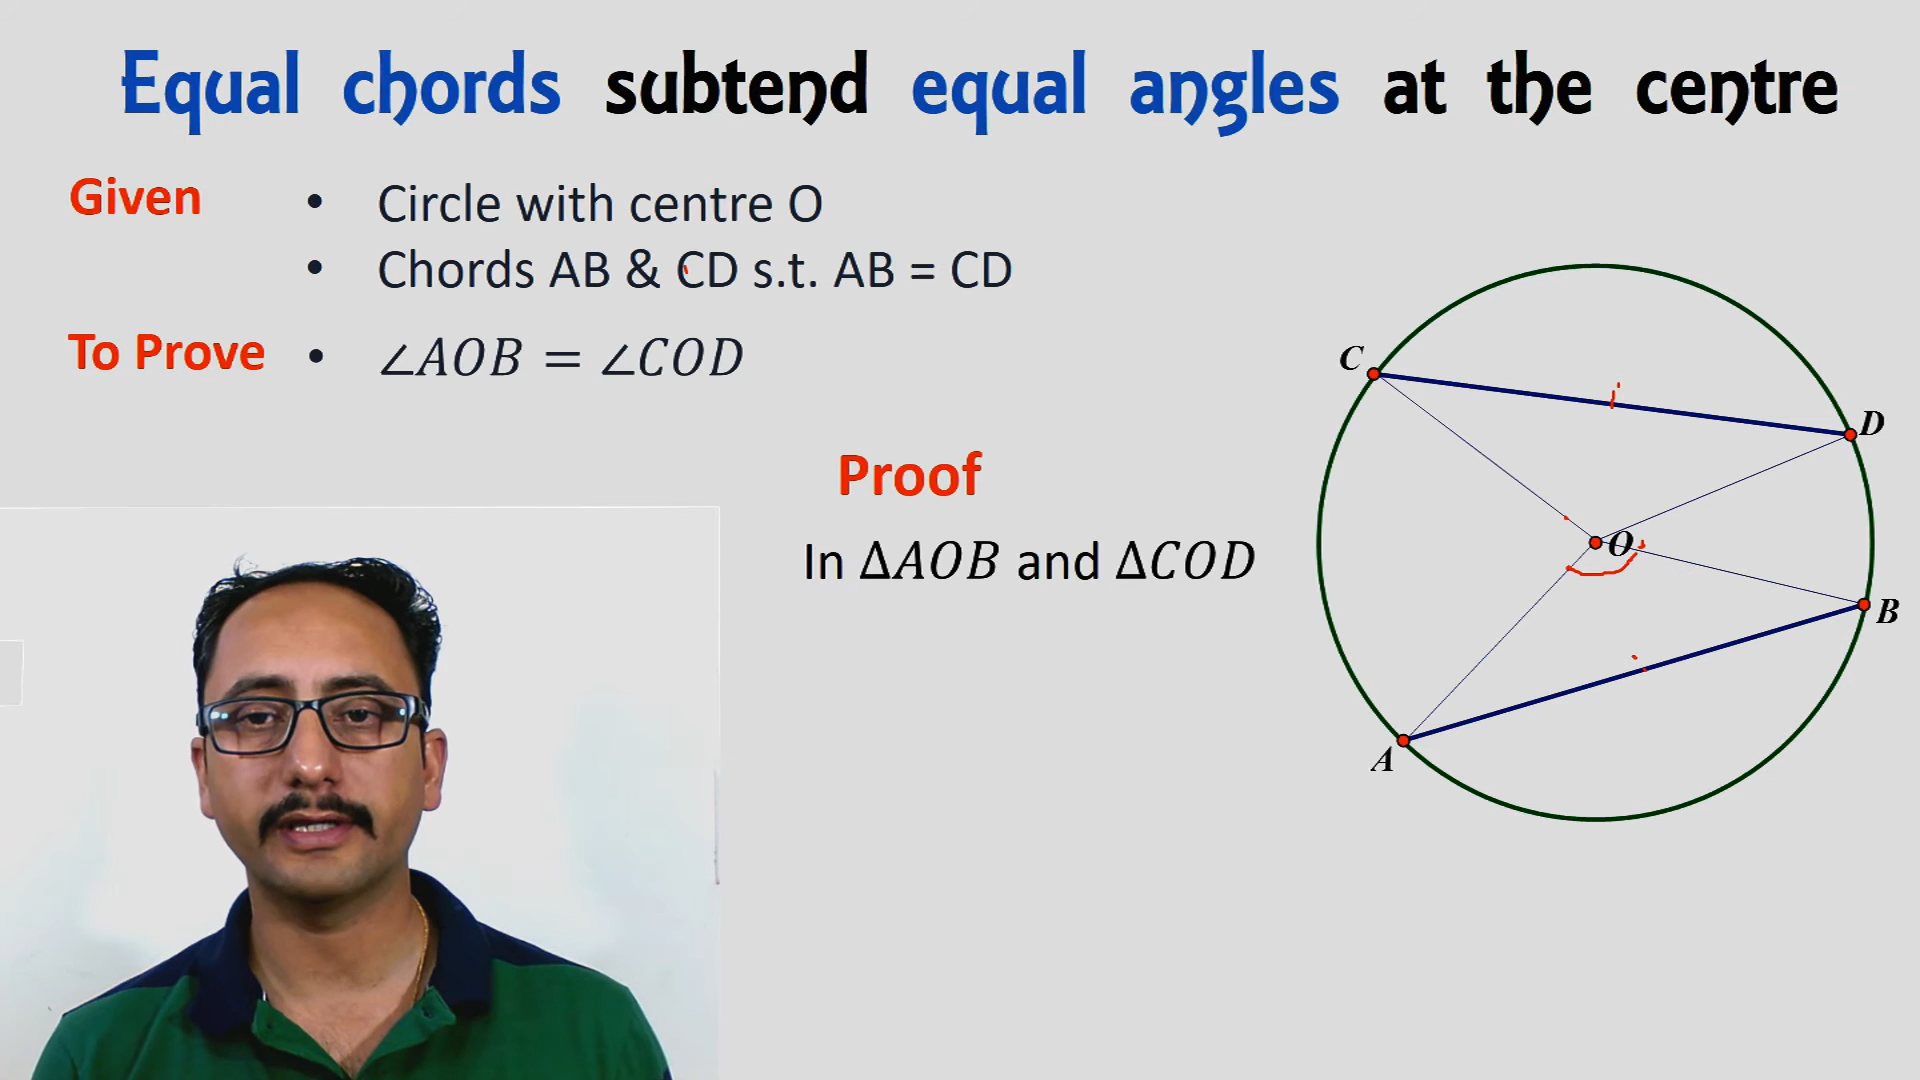 Equal chords subtend equal angles at the centre
Given
• Circle with centre O
• Chords AB & CD s.t. AB = CD
To Prove
• ∠AOB = ∠COD
Proof
In ΔAOB and ΔCOD
C
D
O
B
A